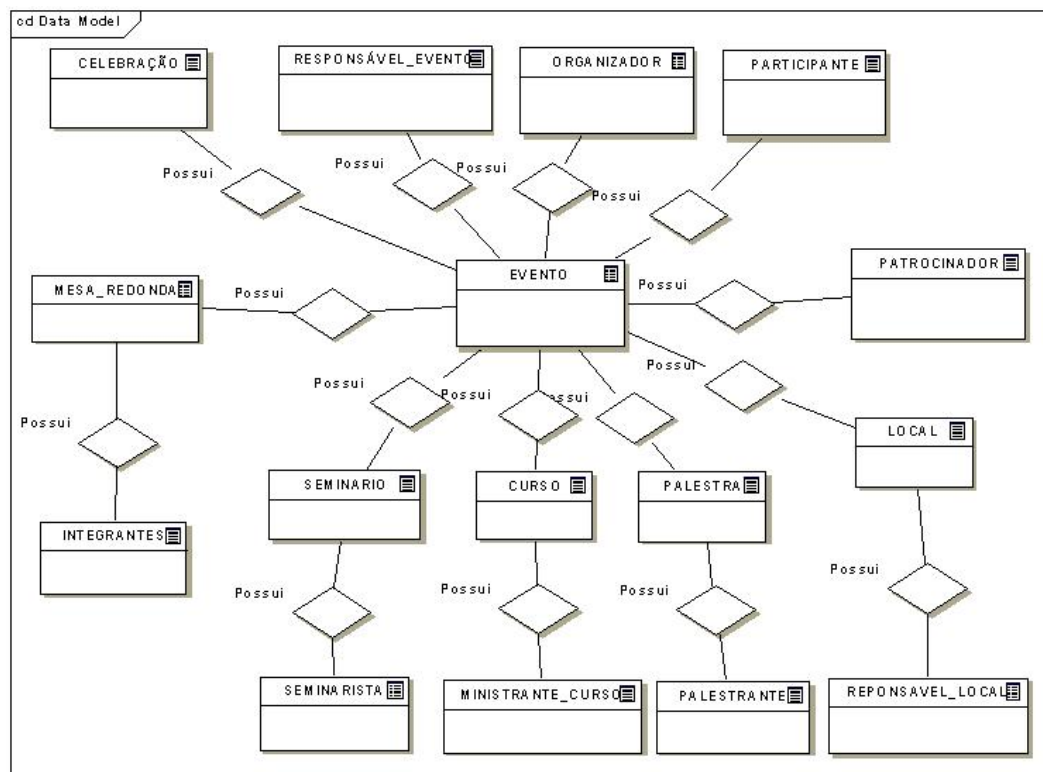 cd Data Model
CELEBRAÇÃO
RESPONSÁVEL_EVENTO
ORGANIZADOR
PARTICIPANTE
Possui
Possui
Possui
Possui
EVENTO
PATROCINADOR
MESA_REDONDA
Possui
Possui
Possui
Possui
Possui
ossui
Possui
LOCAL
SEMINARIO
CURSO
PALESTRA
INTEGRANTES
Possui
Possui
Possui
Possui
Possui
SEMINARISTA
MINISTRANTE_CURSO
PALESTRANTE
REPONSAVEL_LOCAL